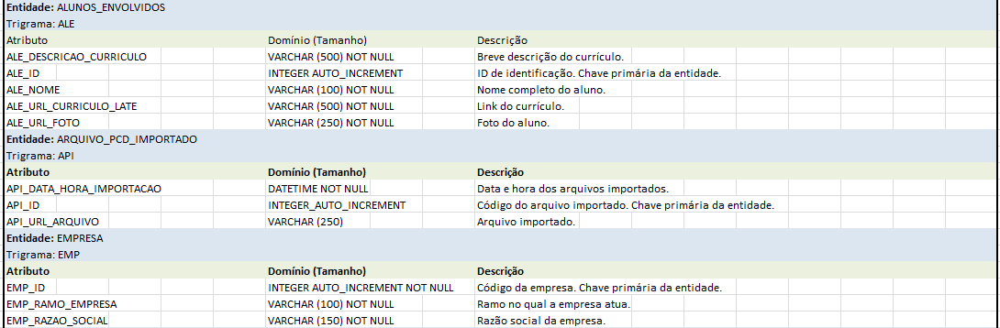 Entidade: ALUNOS_ENVOLVIDOS
Trigrama: ALE
Atributo Domínio (Tamanho) Descrição
ALE_DESCRICAO_CURRICULO VARCHAR (500) NOT NULL Breve descrição do currículo.
ALE_ID INTEGER AUTO_INCREMENT ID de identificação. Chave primária da entidade.
ALE_NOME VARCHAR (100) NOT NULL Nome completo do aluno.
ALE_URL_CURRICULO_LATE VARCHAR (500) NOT NULL Link do currículo.
ALE_URL_FOTO VARCHAR (250) NOT NULL Foto do aluno.
Entidade: ARQUIVO_PCD_IMPORTADO
Trigrama: API
Atributo Domínio (Tamanho) Descrição
API_DATA_HORA_IMPORTACAO DATETIME NOT NULL Data e hora dos arquivos importados.
API_ID INTEGER_AUTO_INCREMENT Código do arquivo importado. Chave primária da entidade.
API_URL_ARQUIVO VARCHAR (250) Arquivo importado.
Entidade: EMPRESA
Trigrama: EMP
Atributo Domínio (Tamanho) Descrição
EMP_ID INTEGER AUTO_INCREMENT NOT NULL Código da empresa. Chave primária da entidade.
EMP_RAMO_EMPRESA VARCHAR (100) NOT NULL Ramo no qual a empresa atua.
EMP_RAZAO_SOCIAL VARCHAR (150) NOT NULL Razão social da empresa.